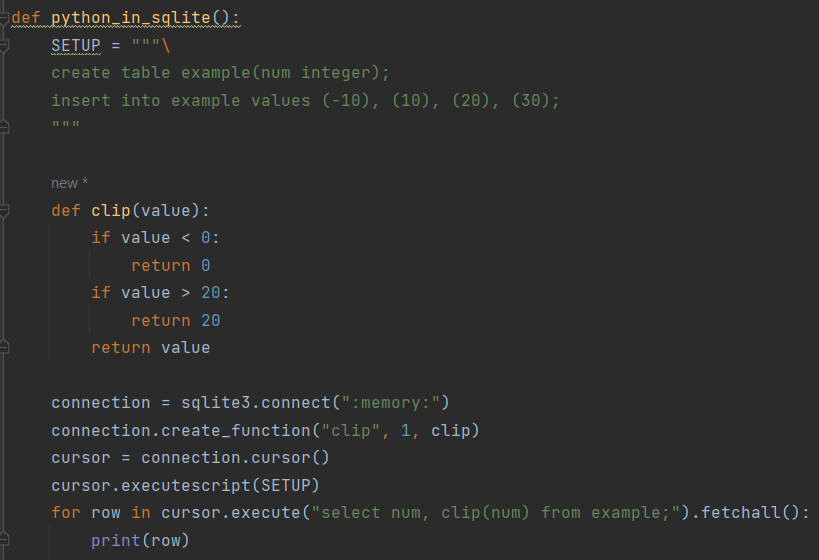 def python_in_sqlite():
    SETUP = """\
    create table example(num integer);
    insert into example values (-10), (10), (20), (30);
    """
    new *
    def clip(value):
        if value < 0:
            return 0
        if value > 20:
            return 20
        return value
    connection = sqlite3.connect(":memory:")
    connection.create_function("clip", 1, clip)
    cursor = connection.cursor()
    cursor.executescript(SETUP)
    for row in cursor.execute("select num, clip(num) from example;").fetchall():
        print(row)